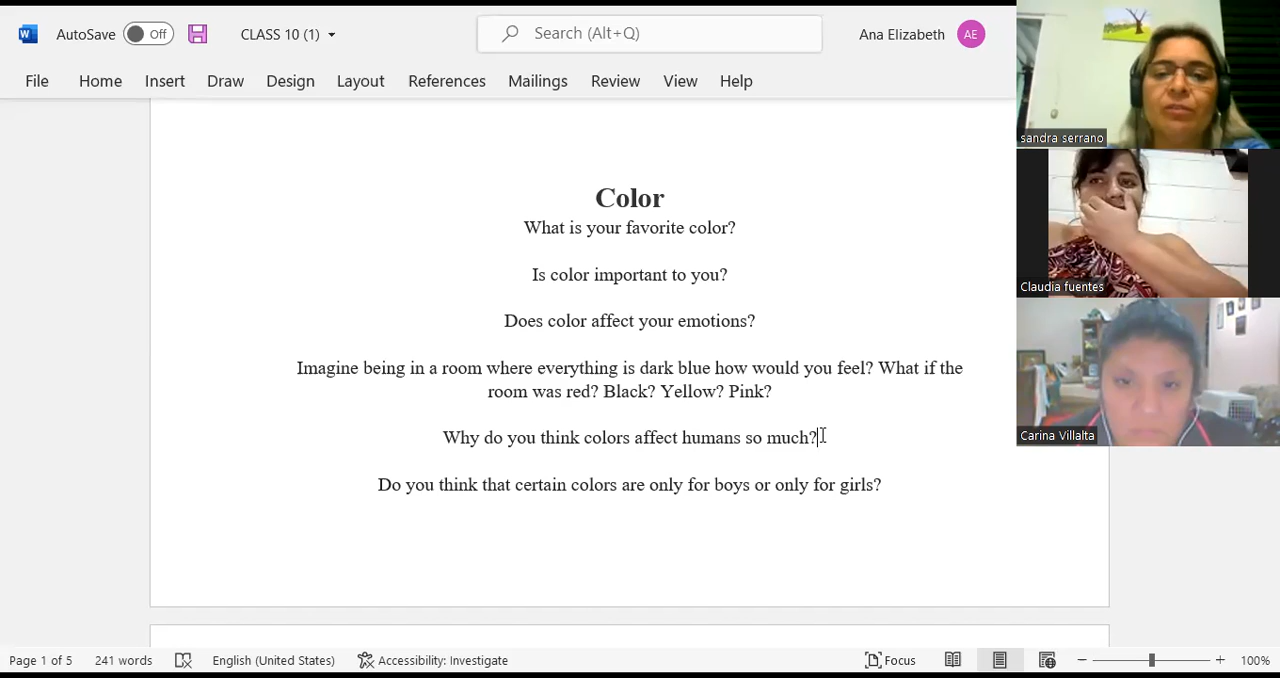 AutoSave Off CLASS 10 (1) Search (Alt+Q) Ana Elizabeth AE
File Home Insert Draw Design Layout References Mailings Review View Help
Color
What is your favorite color?
Is color important to you?
Does color affect your emotions?
Imagine being in a room where everything is dark blue how would you feel? What if the
room was red? Black? Yellow? Pink?
Why do you think colors affect humans so much?
Do you think that certain colors are only for boys or only for girls?
sandra serrano
Claudia fuentes
Carina Villalta
Page 1 of 5 241 words English (United States) Accessibility: Investigate Focus 100%